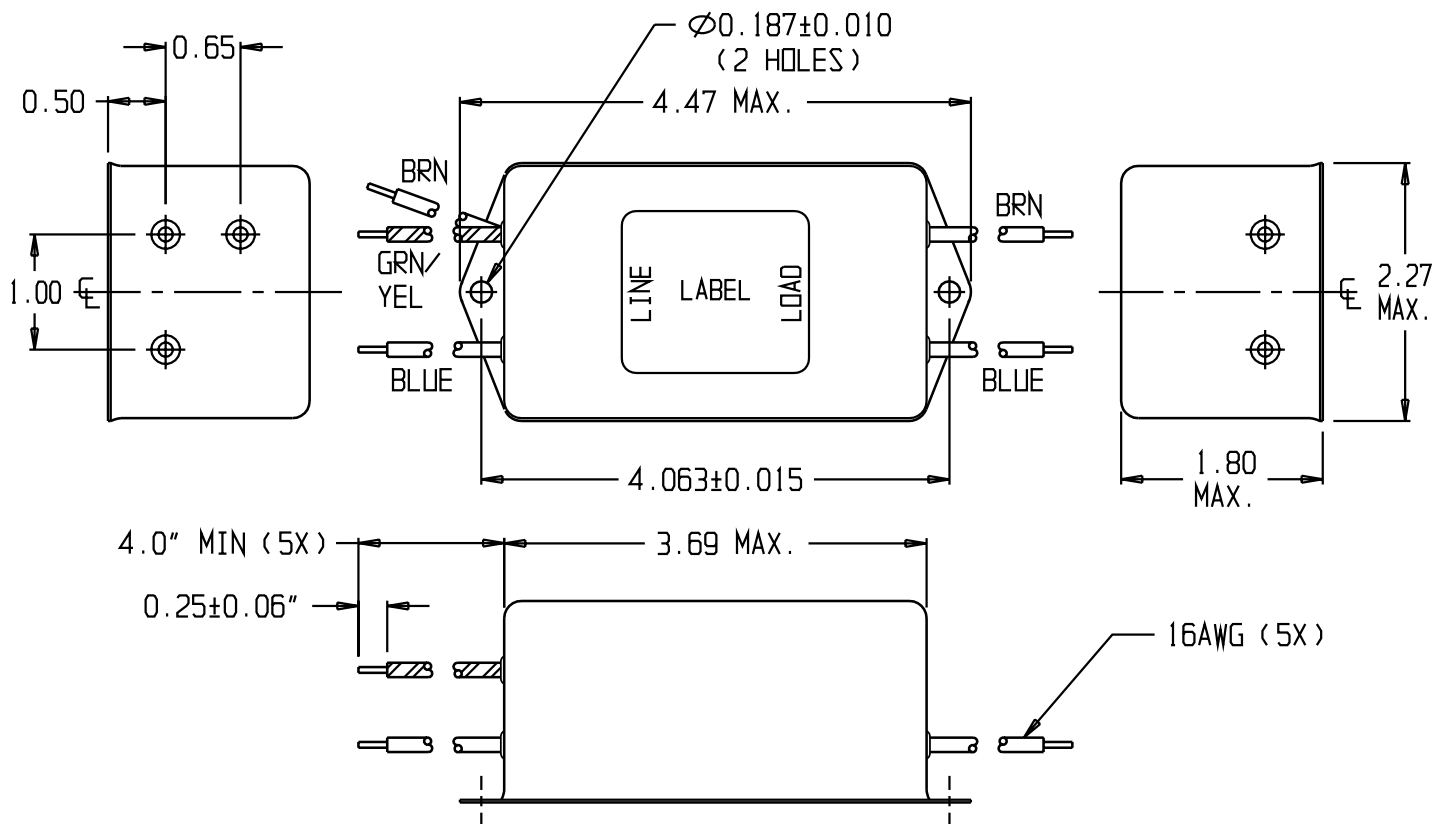 Ø0.187±0.010
(2 HOLES)
0.65
0.50
4.47 MAX.
BRN
BRN
GRN/
YEL
1.00
℄
LINE
LABEL
LOAD
℄
2.27
MAX.
BLUE
BLUE
4.063±0.015
1.80
MAX.
4.0" MIN (5X)
3.69 MAX.
0.25±0.06"
16AWG (5X)